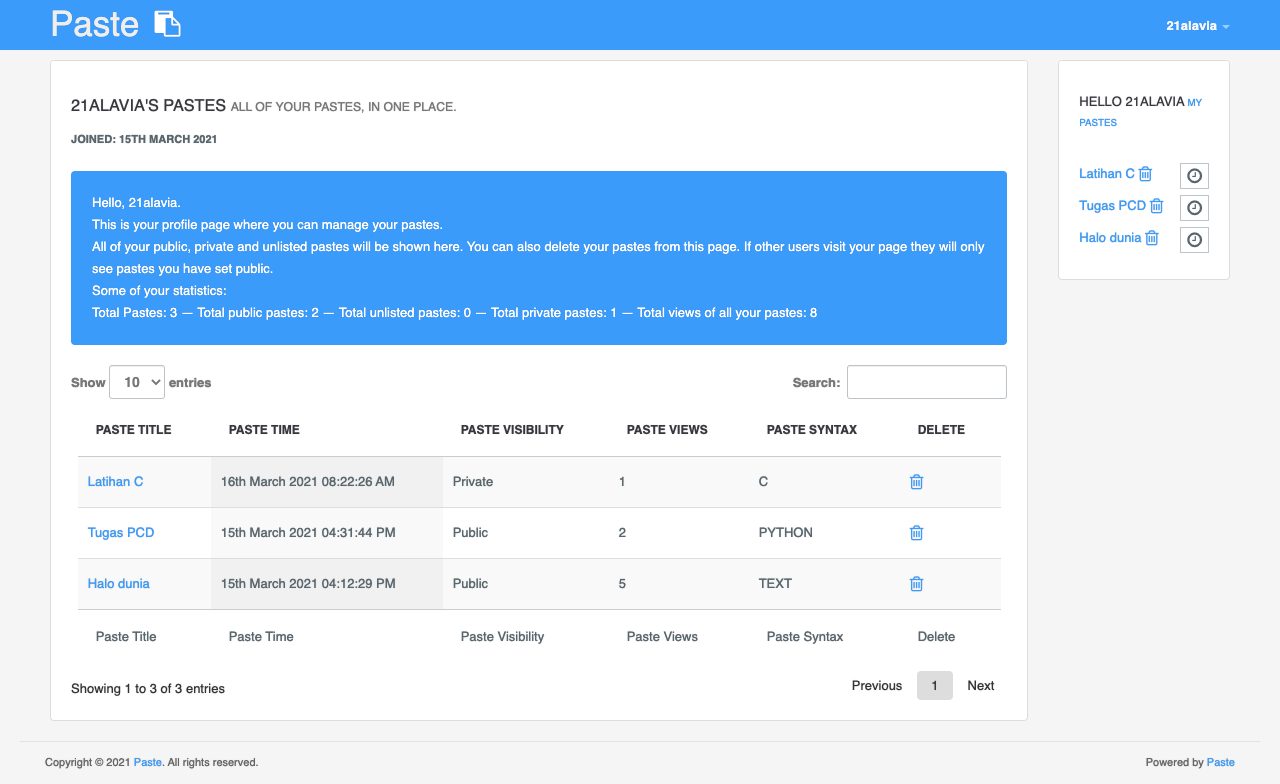 Paste
21alavia
21ALAVIA'S PASTES ALL OF YOUR PASTES, IN ONE PLACE.
JOINED: 15TH MARCH 2021
Hello, 21alavia.
This is your profile page where you can manage your pastes.
All of your public, private and unlisted pastes will be shown here. You can also delete your pastes from this page. If other users visit your page they will only
see pastes you have set public.
Some of your statistics:
Total Pastes: 3 — Total public pastes: 2 — Total unlisted pastes: 0 — Total private pastes: 1 — Total views of all your pastes: 8
Show 10 entries
Search:
PASTE TITLE PASTE TIME PASTE VISIBILITY PASTE VIEWS PASTE SYNTAX DELETE
Latihan C 16th March 2021 08:22:26 AM Private 1 C
Tugas PCD 15th March 2021 04:31:44 PM Public 2 PYTHON
Halo dunia 15th March 2021 04:12:29 PM Public 5 TEXT
Paste Title Paste Time Paste Visibility Paste Views Paste Syntax Delete
Showing 1 to 3 of 3 entries
Previous 1 Next
HELLO 21ALAVIA MY
PASTES
Latihan C
Tugas PCD
Halo dunia
Copyright © 2021 Paste. All rights reserved.
Powered by Paste